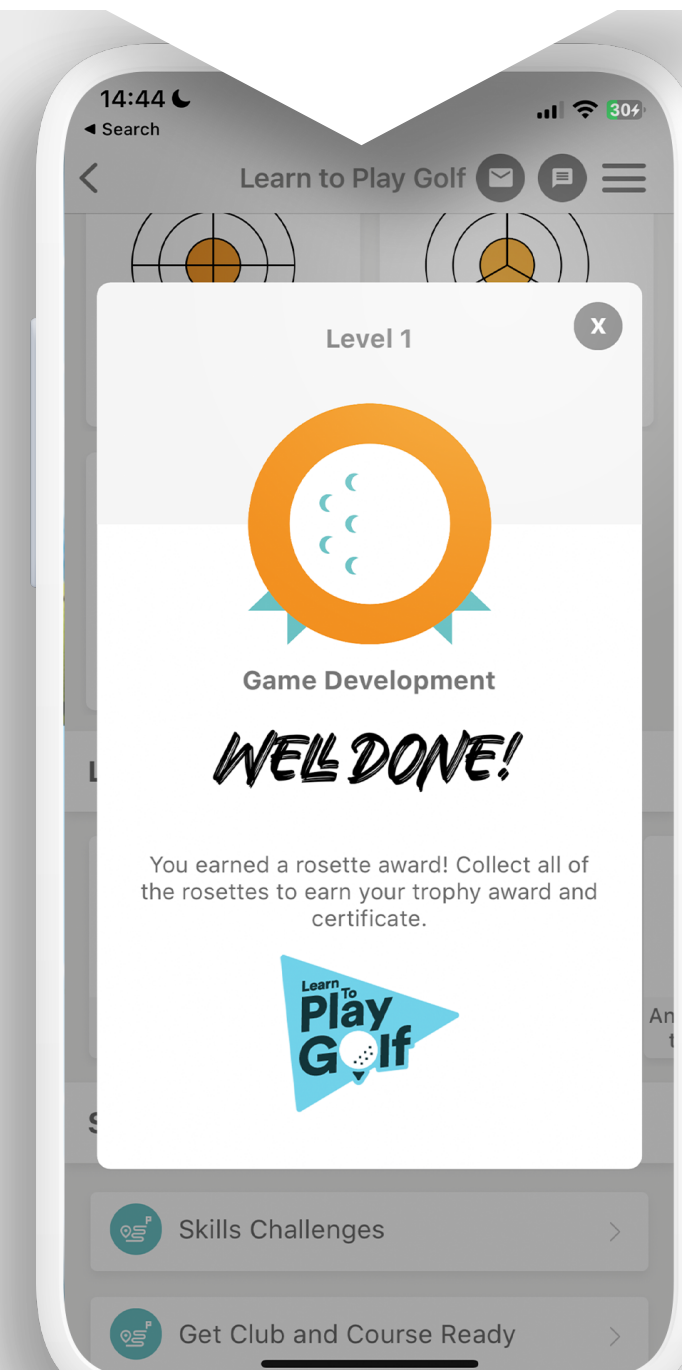 14:44
◀ Search
30
Learn to Play Golf
Level 1
X
Game Development
WELL DONE!
You earned a rosette award! Collect all of
the rosettes to earn your trophy award and
certificate.
Learn To
Play
Golf
L
An
t
S
Skills Challenges
Get Club and Course Ready